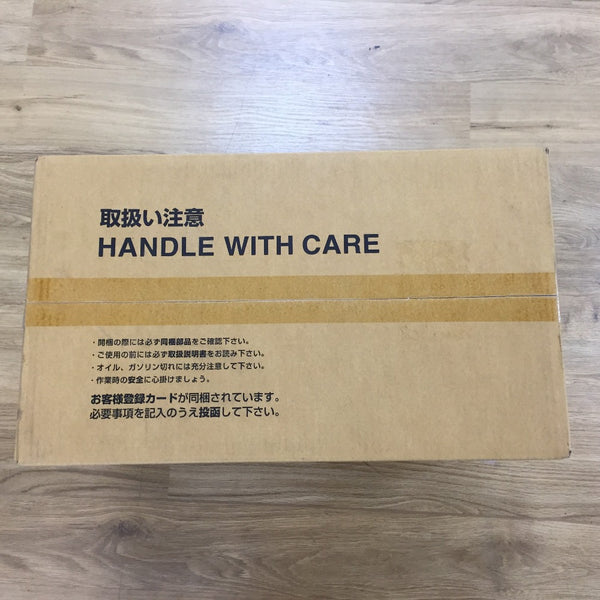 取扱い注意
HANDLE WITH CARE
・開梱の際には必ず同梱部品をご確認下さい。
・ご使用の前には必ず取扱説明書をお読み下さい。
・オイル、ガソリン切れには充分注意して下さい。
・作業時の安全に心掛けましょう。
お客様登録カードが同梱されています。
必要事項を記入のうえ投函して下さい。